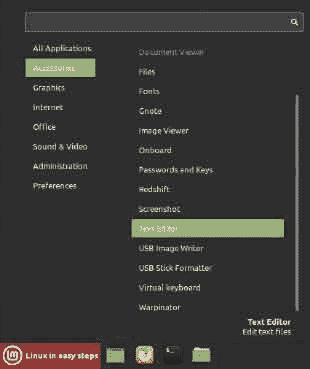 All Applications
Accessories
Graphics
Internet
Office
Sound & Video
Administration
Preferences
Document Viewer
Files
Fonts
Gnote
Image Viewer
Onboard
Passwords and Keys
Redshift
Screenshot
Text Editor
USB Image Writer
USB Stick Formatter
Virtual keyboard
Warpinator
Text Editor
Edit text files
Linux in easy steps